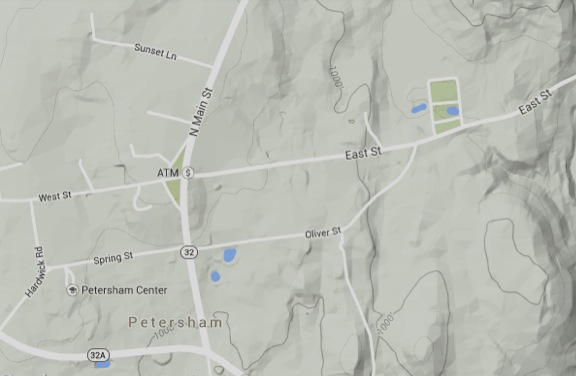 Sunset Ln
1000'
N Main St
East St
East St
ATM $
West St
Oliver St
32
Spring St
Hardwick Rd
Petersham Center
Petersham
1000'
1000'
32A